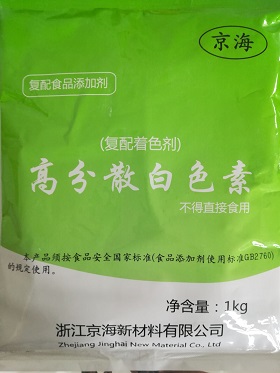 京海
复配食品添加剂
(复配着色剂)
高分散白色素
不得直接食用
本产品须按食品安全国家标准(食品添加剂使用标准GB2760)
的规定使用。
净含量：1kg
浙江京海新材料有限公司
Zhejiang Jinghai New Material Co., Ltd